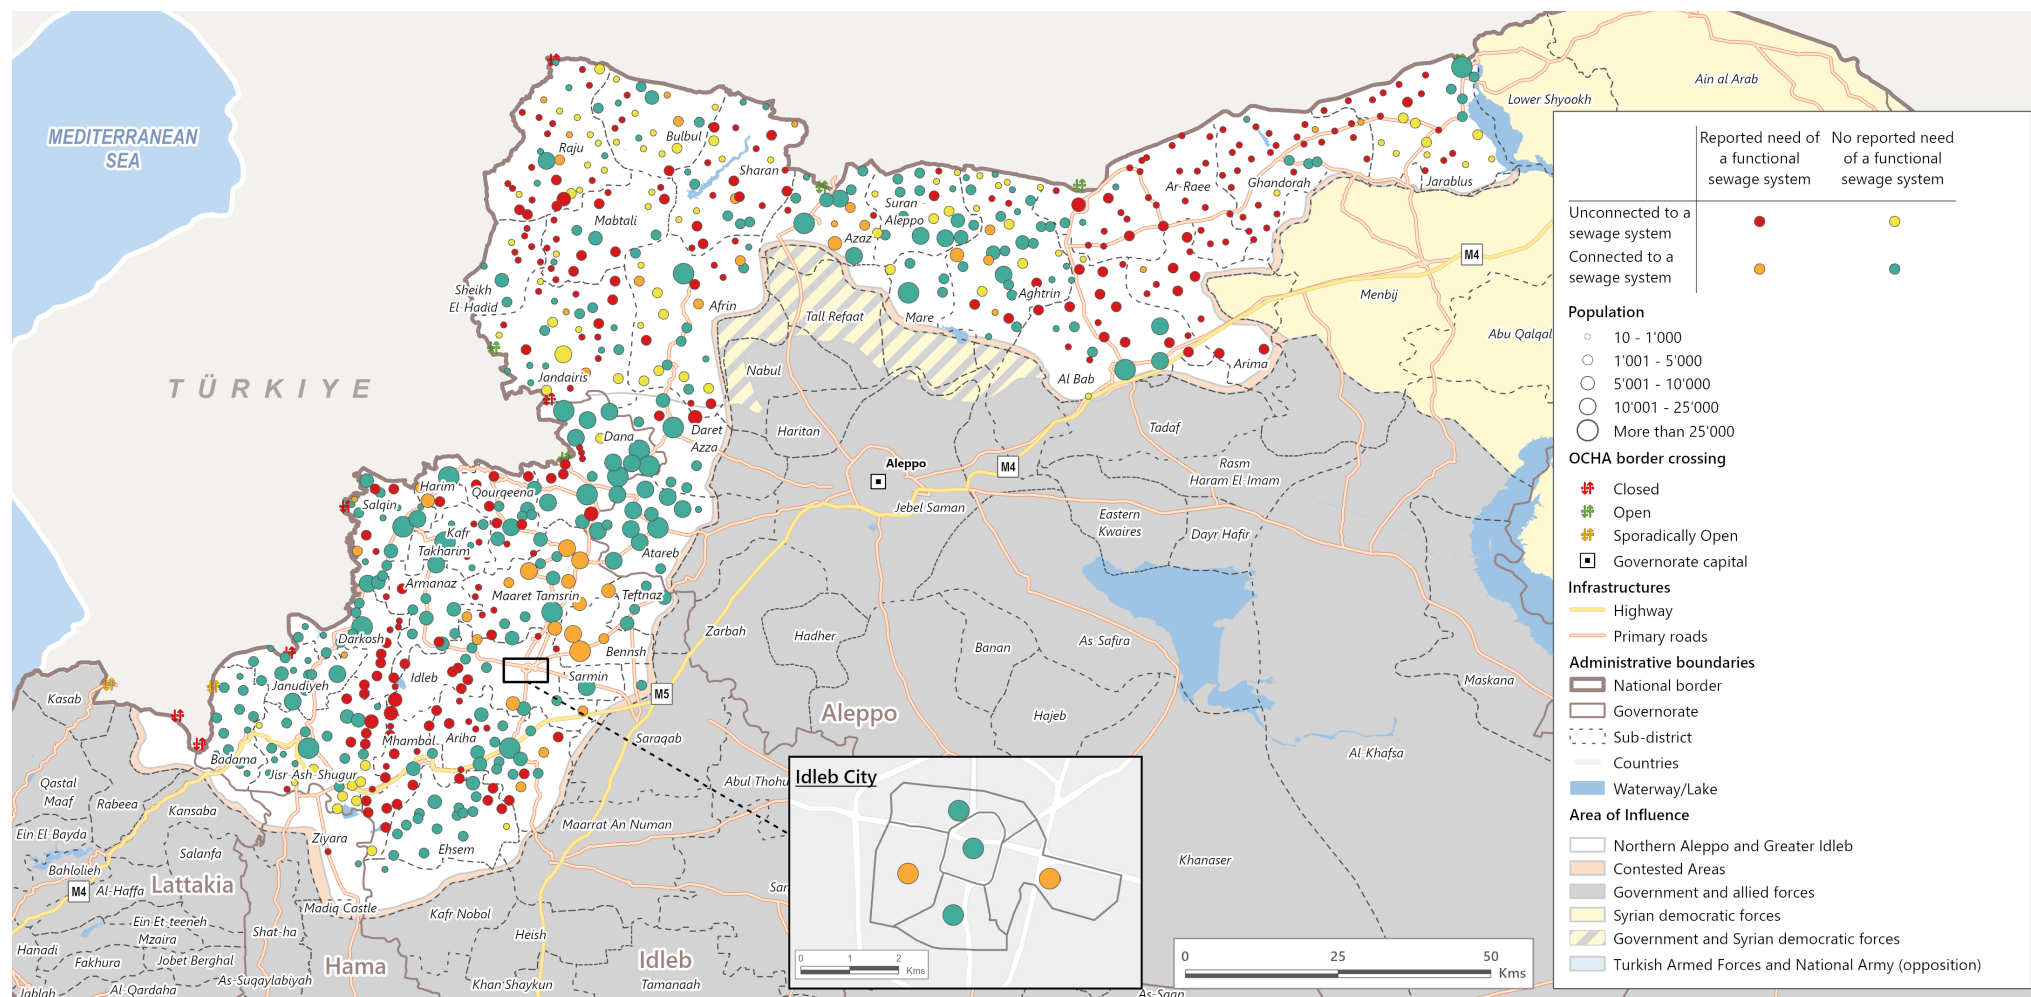 MEDITERRANEAN
SEA
TÜRKIYE
Raju
Bulbul
Sharan
Mabtali
Sheikh
El-Hadid
Afrin
Jandairis
Suran -
Aleppo
Azaz
Aghtrin
Mare
Tall Refaat
Nabul
Ar-Raee
Ghandorah
Jarablus
Lower Shyookh
Ain al Arab
Menbij
Abu Qalqal
M4
Al Bab
Arima
Haritan
Tadaf
Dana
Daret
Azza
Aleppo
M4
Rasm
Haram El-Imam
Jebel Saman
Eastern
Kwaires
Dayr Hafir
Harim
Qourqeena
Salqin
Kafr
Takharim
Atareb
Armanaz
Maaret Tamsrin
Teftnaz
Darkosh
Bennsh
Sarmin
Idleb
Janudiyeh
Mhambal
Ariha
Badama
Jisr-Ash-Shugur
Ziyara
Ehsem
Zarbah
Hadher
Banan
As-Safira
Maskana
M5
Aleppo
Hajeb
Al-Khafsa
Saraqab
Abul Thohu
Maarrat An Numan
Khanaser
Kasab
Qastal
Maaf
Rabeea
Kansaba
Ein El-Bayda
Bahlolieh
Salanfa
M4
Al-Haffa
Lattakia
Madiq Castle
Kafr Nobol
Ein Et-teeneh
Mzaira
Shat-ha
Heish
Hanadi
Fakhura
Jobet Berghal
Hama
Idleb
As-Suqaylabiyah
Khan Shaykun
Tamanaah
Jablah
Al-Qardaha
San
As-Saan
Idleb City
0 1 2
Kms
0 25 50
Kms
Reported need of
a functional
sewage system
No reported need
of a functional
sewage system
Unconnected to a
sewage system
Connected to a
sewage system
Population
10 - 1'000
1'001 - 5'000
5'001 - 10'000
10'001 - 25'000
More than 25'000
OCHA border crossing
Closed
Open
Sporadically Open
Governorate capital
Infrastructures
Highway
Primary roads
Administrative boundaries
National border
Governorate
Sub-district
Countries
Waterway/Lake
Area of Influence
Northern Aleppo and Greater Idleb
Contested Areas
Government and allied forces
Syrian democratic forces
Government and Syrian democratic forces
Turkish Armed Forces and National Army (opposition)